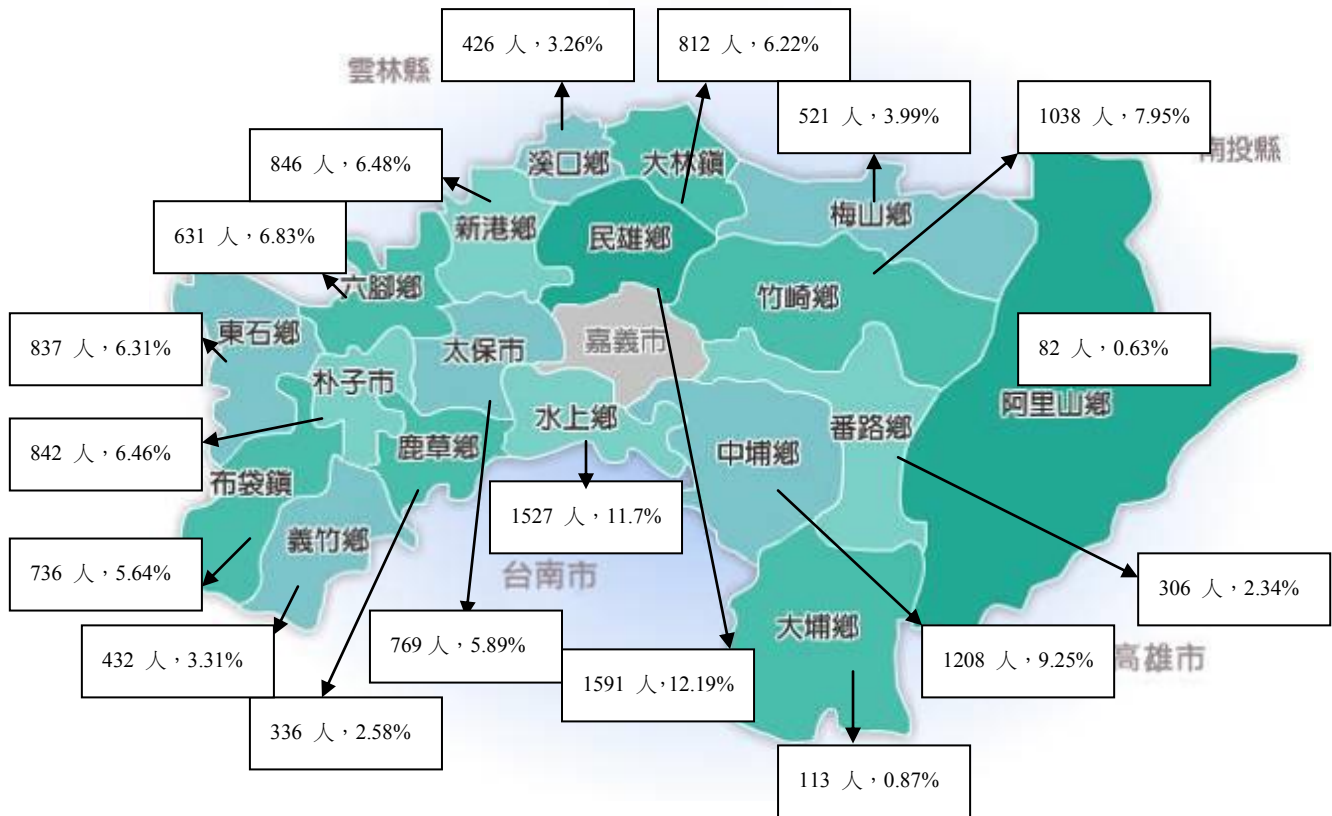 426 人，3.26%
812 人，6.22%
雲林縣
521 人，3.99%
1038 人，7.95%
南投縣
846 人，6.48%
溪口鄉
大林鎮
梅山鄉
新港鄉
民雄鄉
631 人，6.83%
六腳鄉
竹崎鄉
東石鄉
837 人，6.31%
太保市
嘉義市
82 人，0.63%
朴子市
阿里山鄉
水上鄉
番路鄉
842 人，6.46%
鹿草鄉
中埔鄉
布袋鎮
1527 人，11.7%
義竹鄉
736 人，5.64%
台南市
306 人，2.34%
大埔鄉
432 人，3.31%
769 人，5.89%
1208 人，9.25%
高雄市
1591 人，12.19%
336 人，2.58%
113 人，0.87%